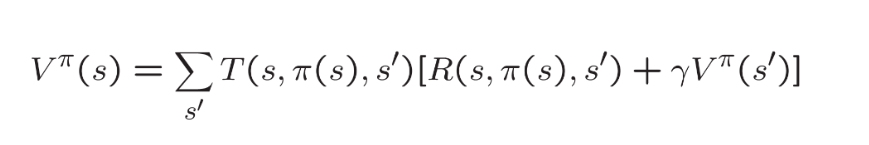 V^π(s) = ∑_{s′} T(s, π(s), s′)[R(s, π(s), s′) + γV^π(s′)]